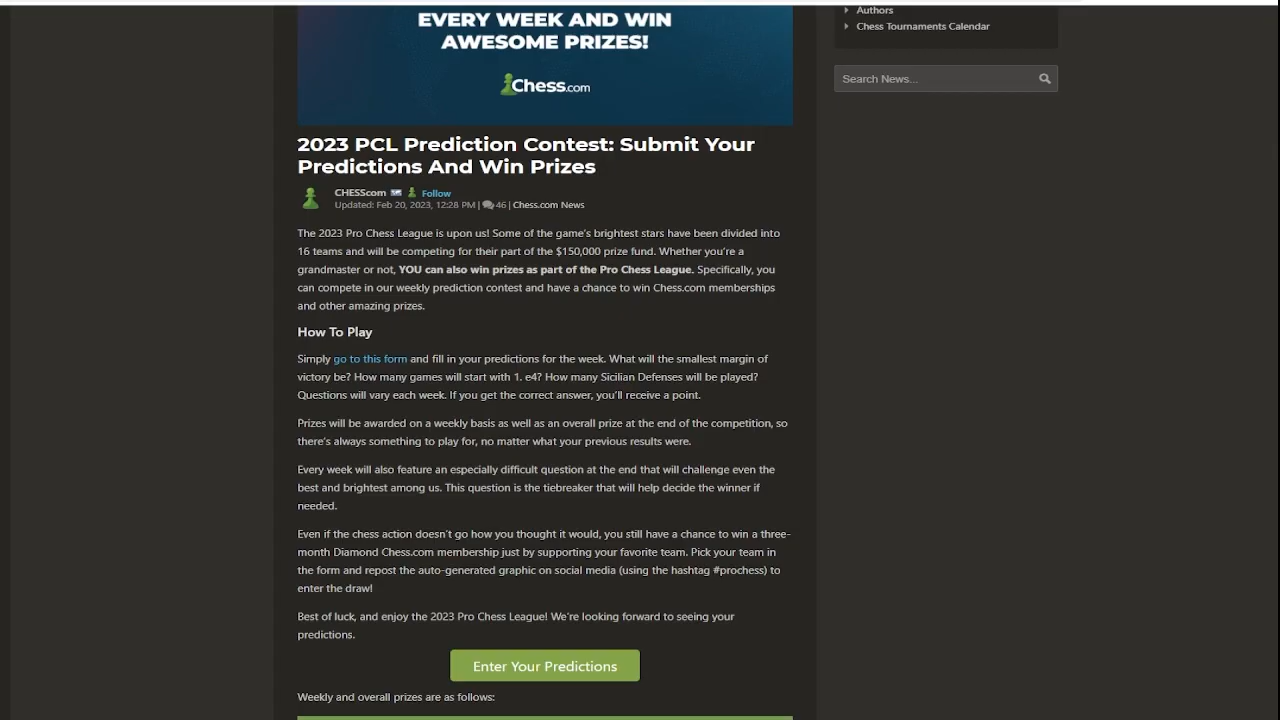 EVERY WEEK AND WIN
AWESOME PRIZES!
Chess.com
2023 PCL Prediction Contest: Submit Your
Predictions And Win Prizes
CHESScom Follow
Updated: Feb 20, 2023, 12:28 PM | 46 | Chess.com News
The 2023 Pro Chess League is upon us! Some of the game's brightest stars have been divided into
16 teams and will be competing for their part of the $150,000 prize fund. Whether you're a
grandmaster or not, YOU can also win prizes as part of the Pro Chess League. Specifically, you
can compete in our weekly prediction contest and have a chance to win Chess.com memberships
and other amazing prizes.
How To Play
Simply go to this form and fill in your predictions for the week. What will the smallest margin of
victory be? How many games will start with 1. e4? How many Sicilian Defenses will be played?
Questions will vary each week. If you get the correct answer, you'll receive a point.
Prizes will be awarded on a weekly basis as well as an overall prize at the end of the competition, so
there's always something to play for, no matter what your previous results were.
Every week will also feature an especially difficult question at the end that will challenge even the
best and brightest among us. This question is the tiebreaker that will help decide the winner if
needed.
Even if the chess action doesn't go how you thought it would, you still have a chance to win a three-
month Diamond Chess.com membership just by supporting your favorite team. Pick your team in
the form and repost the auto-generated graphic on social media (using the hashtag #prochess) to
enter the draw!
Best of luck, and enjoy the 2023 Pro Chess League! We're looking forward to seeing your
predictions.
Enter Your Predictions
Weekly and overall prizes are as follows:
Authors
Chess Tournaments Calendar
Search News...